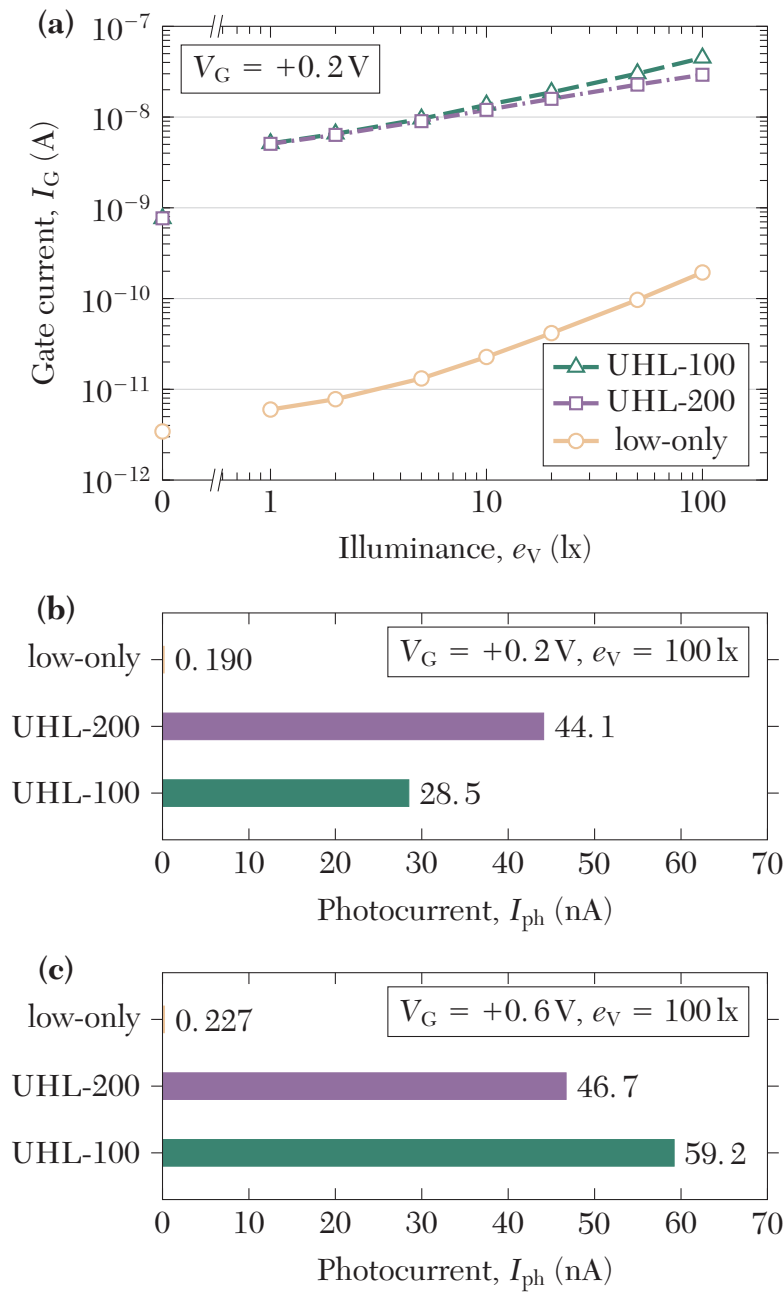 (a)
V_G = +0.2 V
10⁻⁷
10⁻⁸
10⁻⁹
10⁻¹⁰
10⁻¹¹
10⁻¹²
Gate current, I_G (A)
UHL-100
UHL-200
low-only
0 1 10 100
Illuminance, e_V (lx)
(b)
V_G = +0.2 V, e_V = 100 lx
low-only 0.190
UHL-200 44.1
UHL-100 28.5
0 10 20 30 40 50 60 70
Photocurrent, I_ph (nA)
(c)
V_G = +0.6 V, e_V = 100 lx
low-only 0.227
UHL-200 46.7
UHL-100 59.2
0 10 20 30 40 50 60 70
Photocurrent, I_ph (nA)